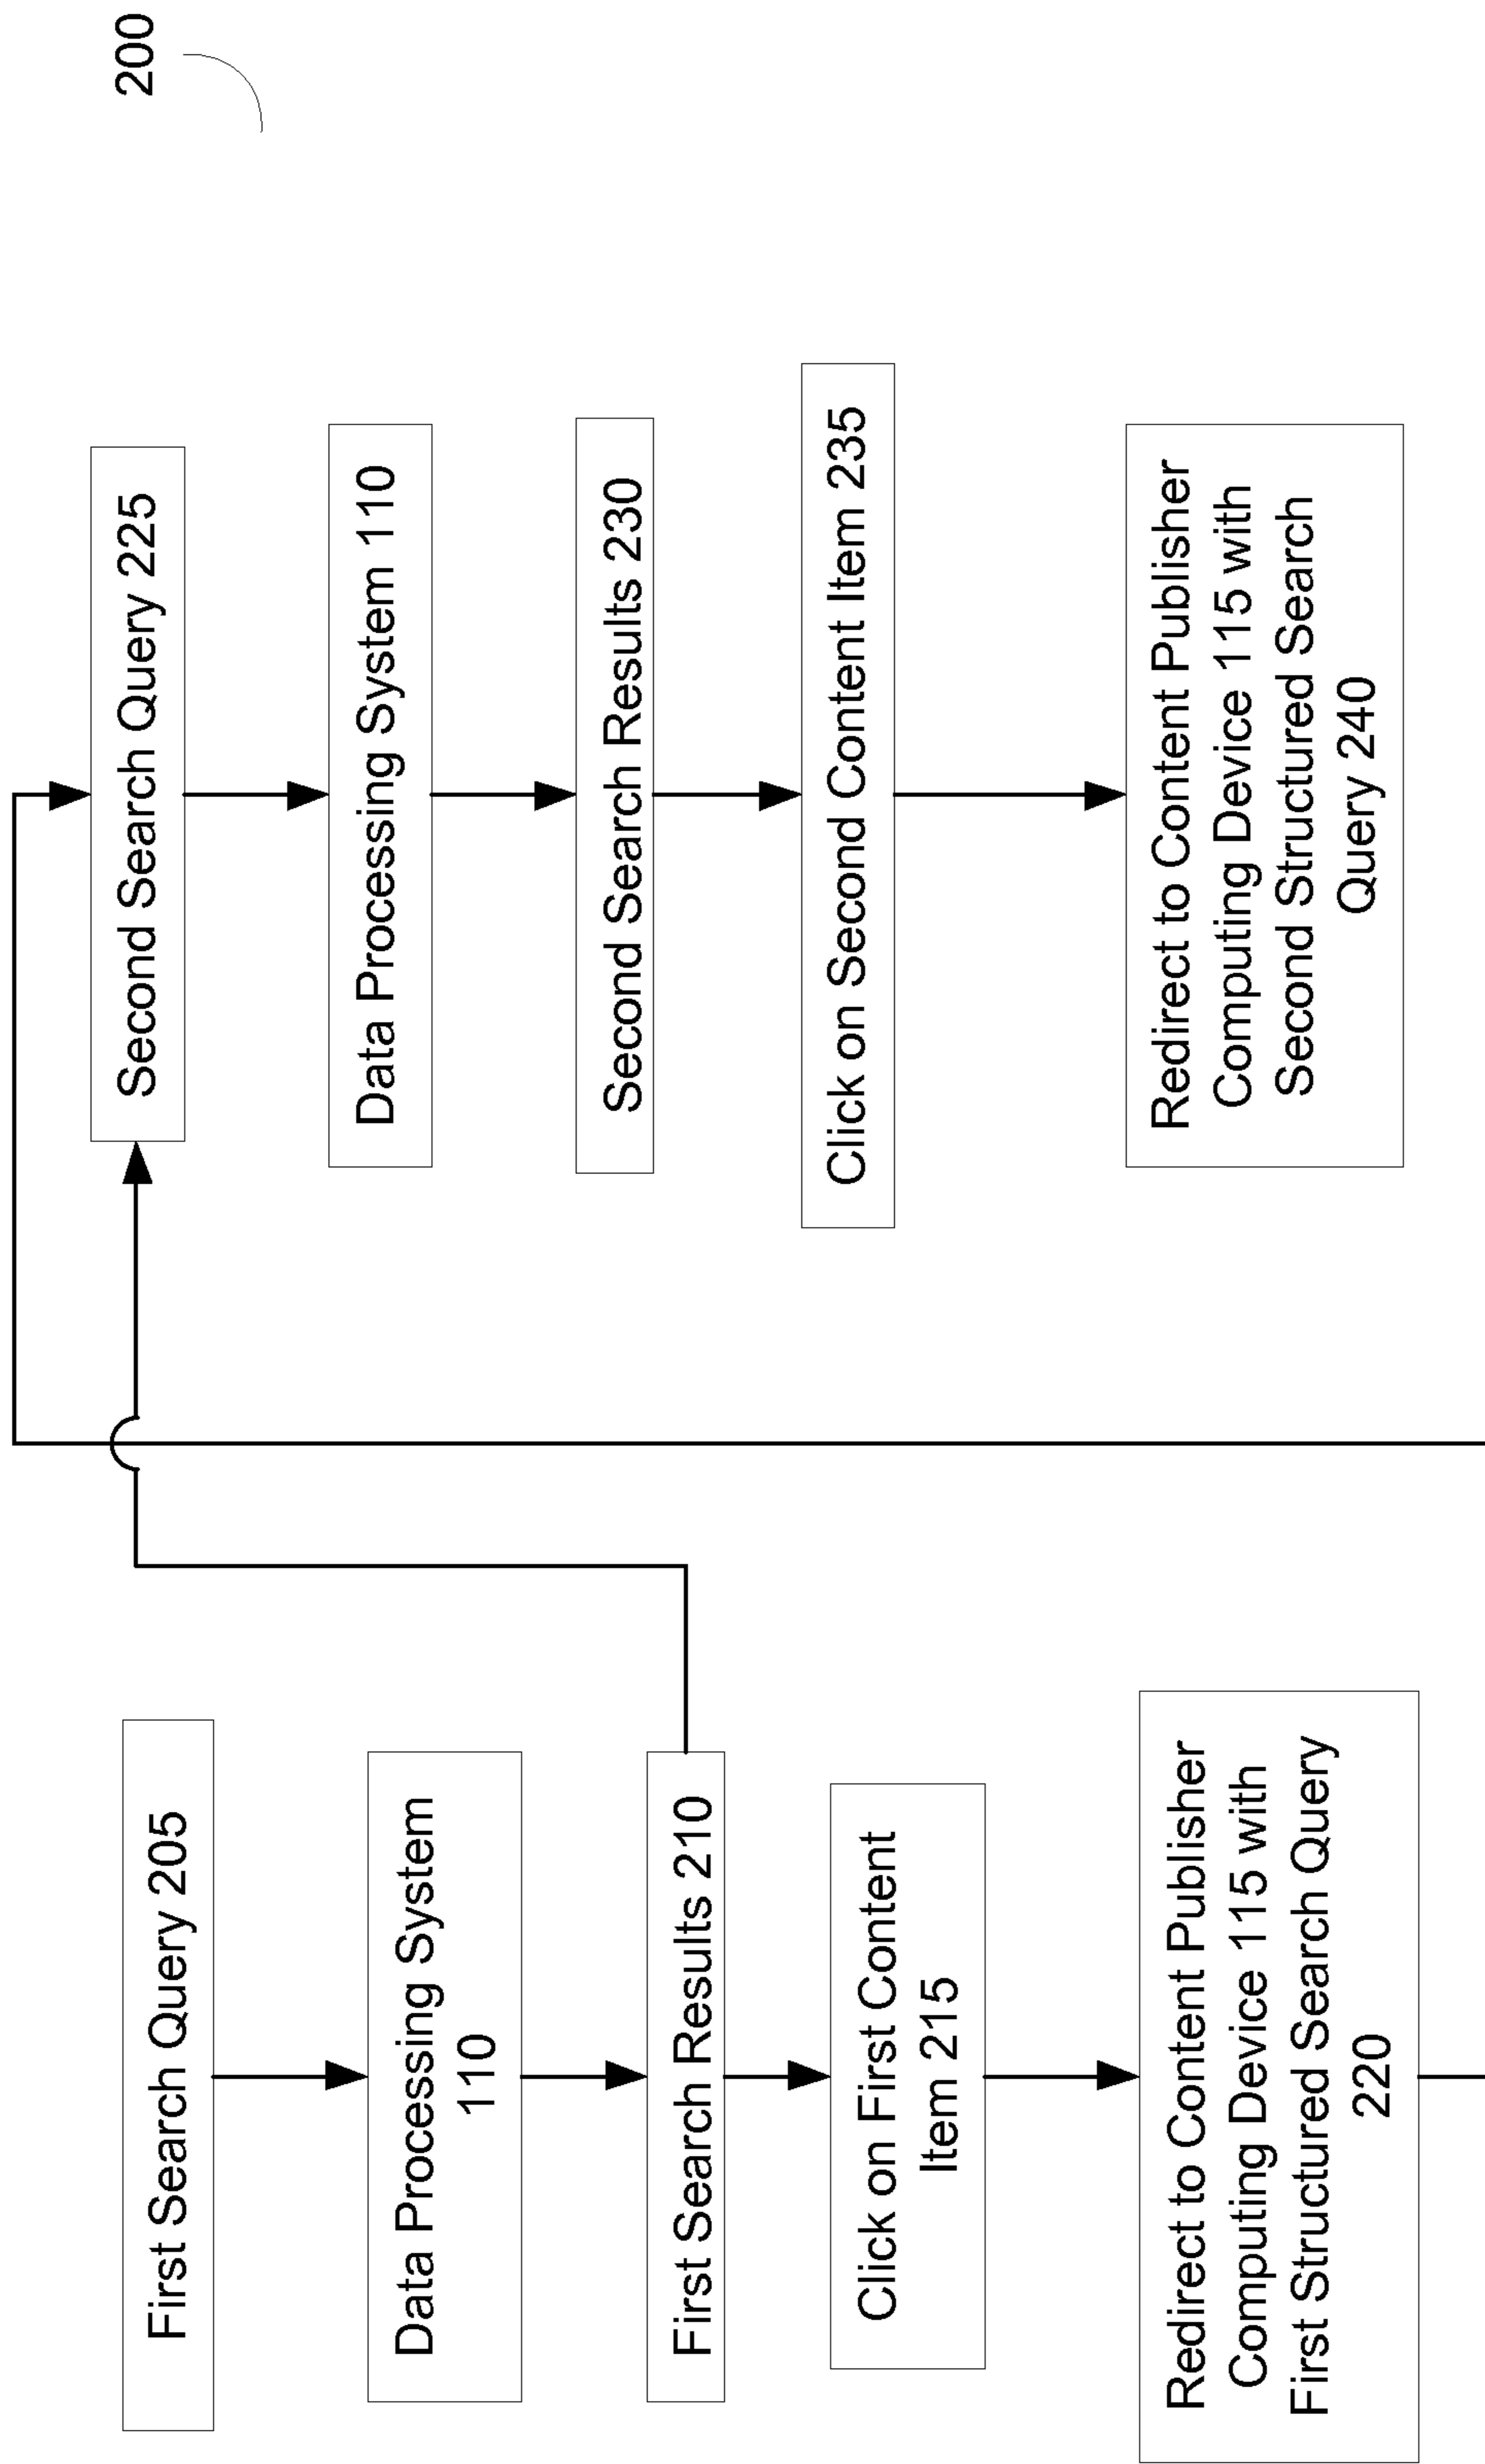 200
First Search Query 205
Data Processing System
110
First Search Results 210
Click on First Content
Item 215
Redirect to Content Publisher
Computing Device 115 with
First Structured Search Query
220
Second Search Query 225
Data Processing System 110
Second Search Results 230
Click on Second Content Item 235
Redirect to Content Publisher
Computing Device 115 with
Second Structured Search
Query 240